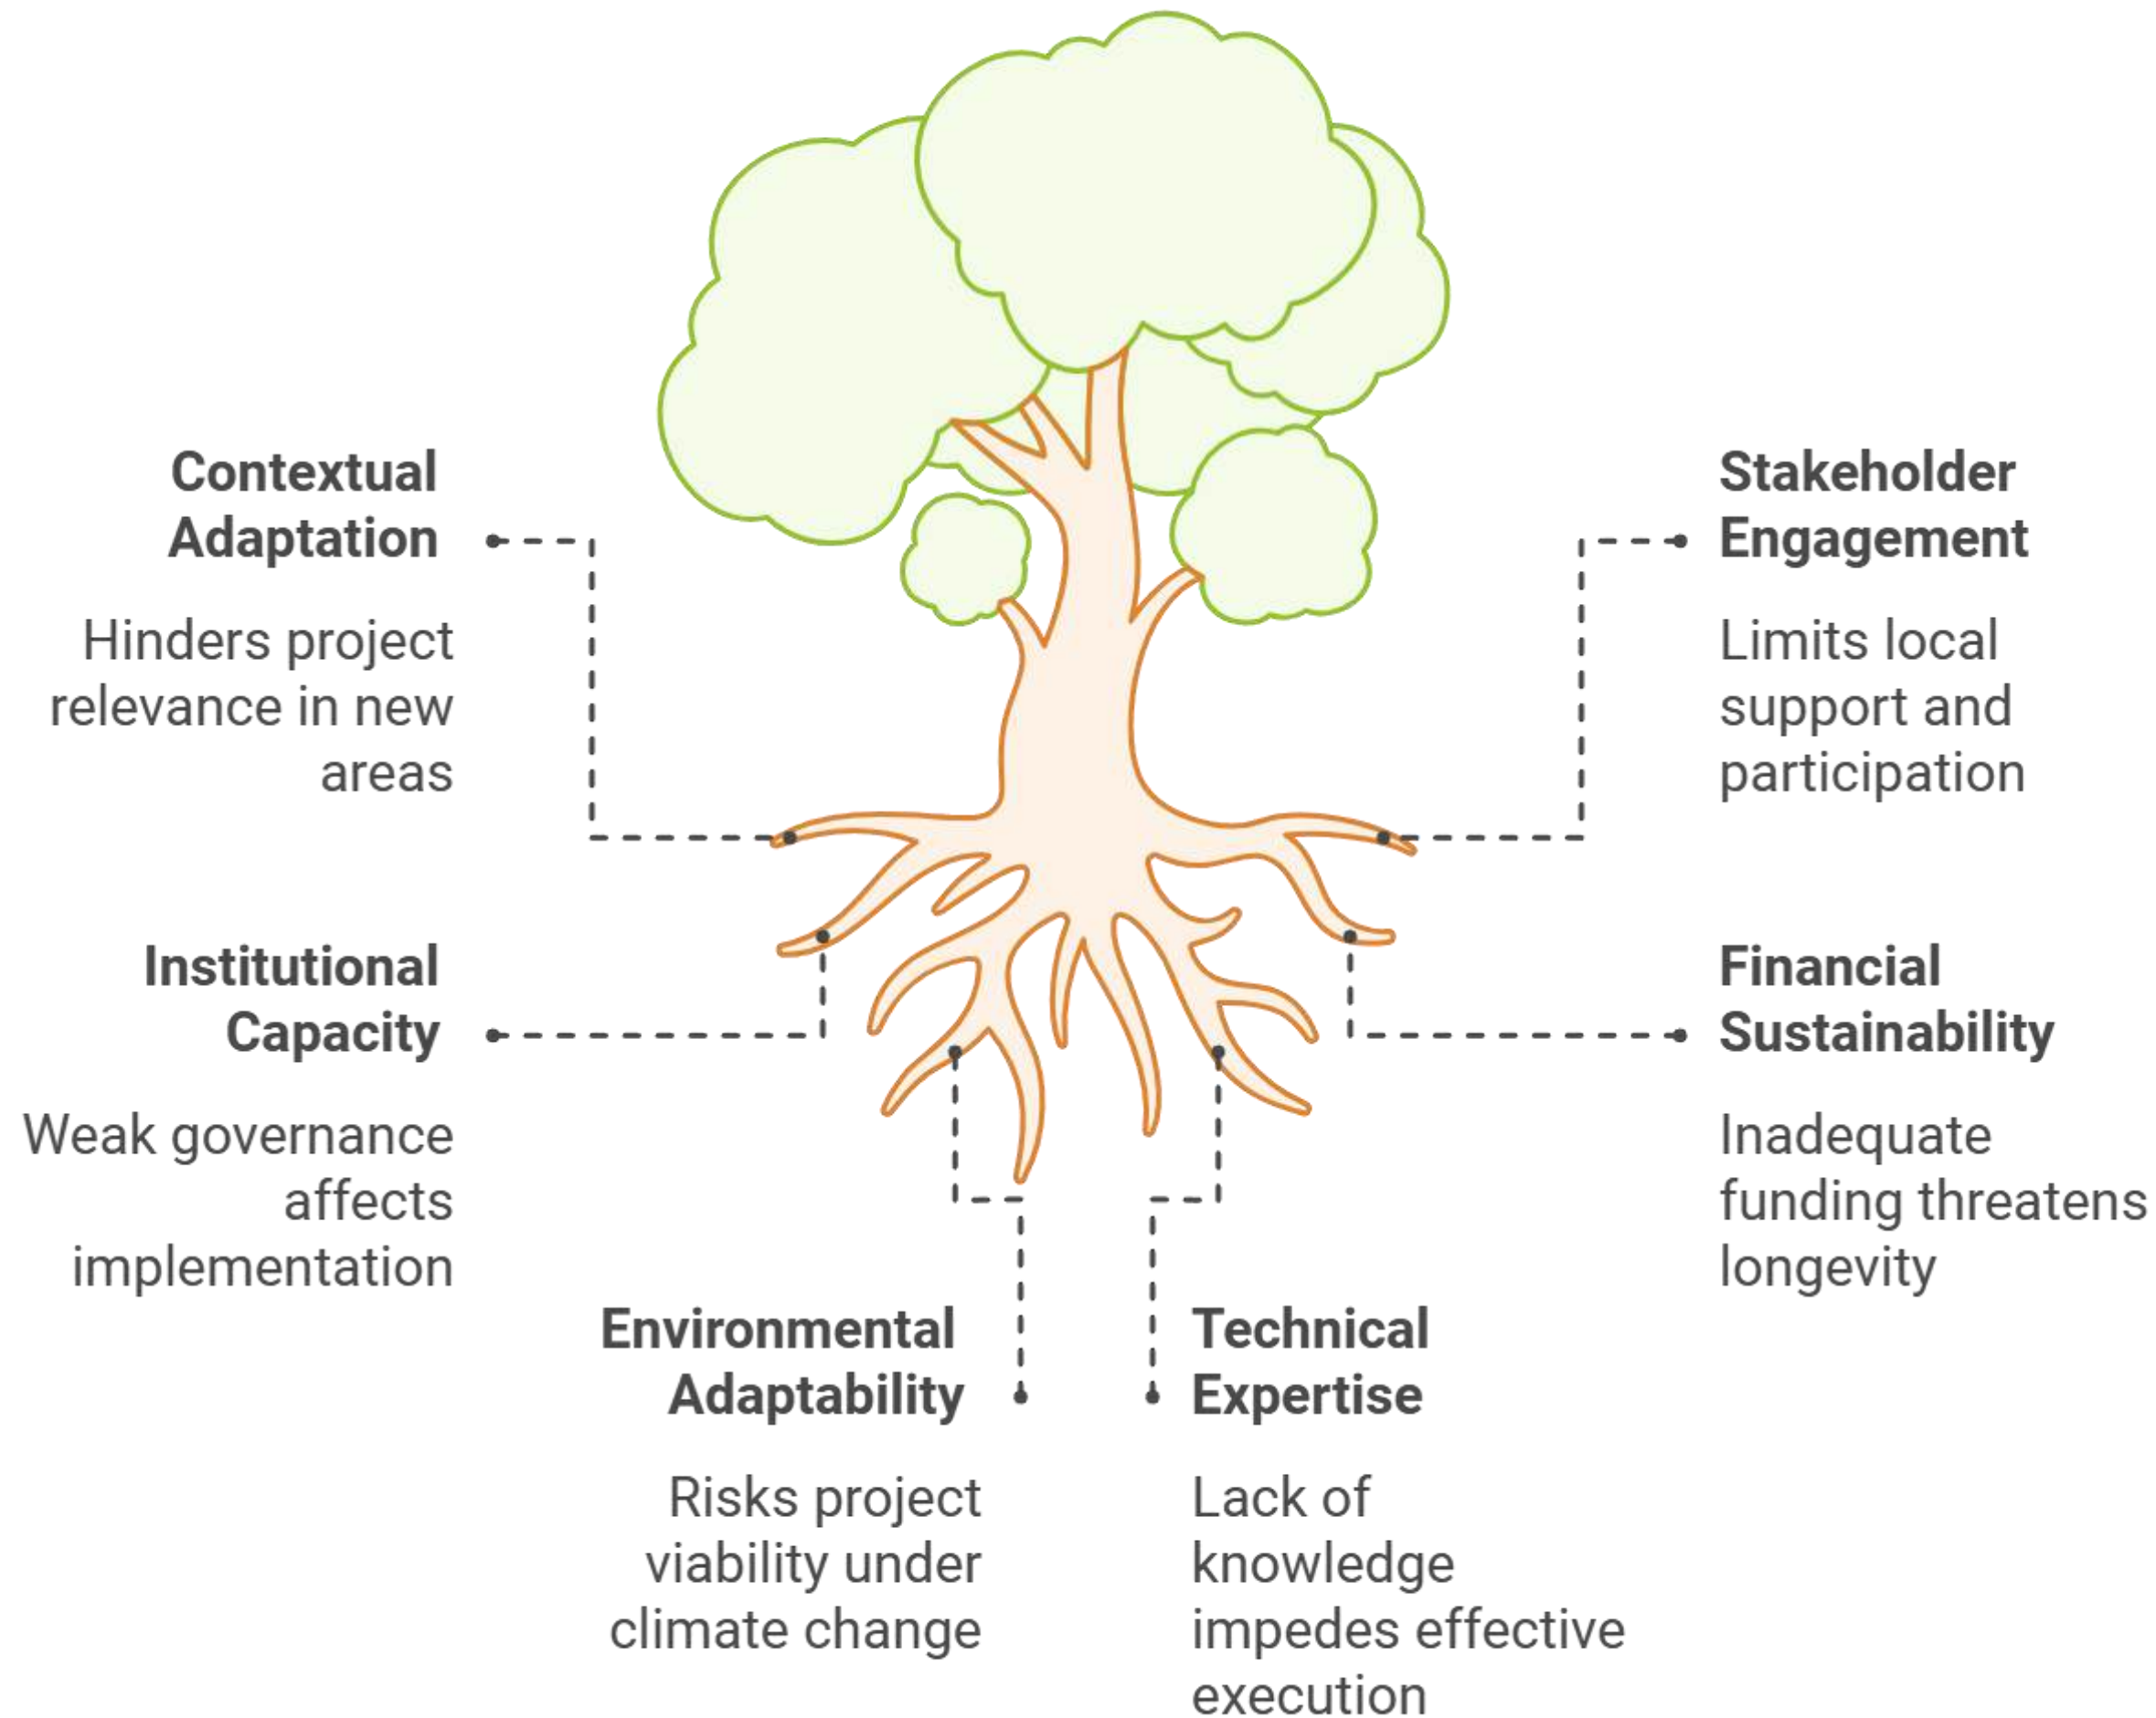 Contextual
Adaptation
Hinders project
relevance in new
areas
Stakeholder
Engagement
Limits local
support and
participation
Institutional
Capacity
Weak governance
affects
implementation
Financial
Sustainability
Inadequate
funding threatens
longevity
Environmental
Adaptability
Risks project
viability under
climate change
Technical
Expertise
Lack of
knowledge
impedes effective
execution